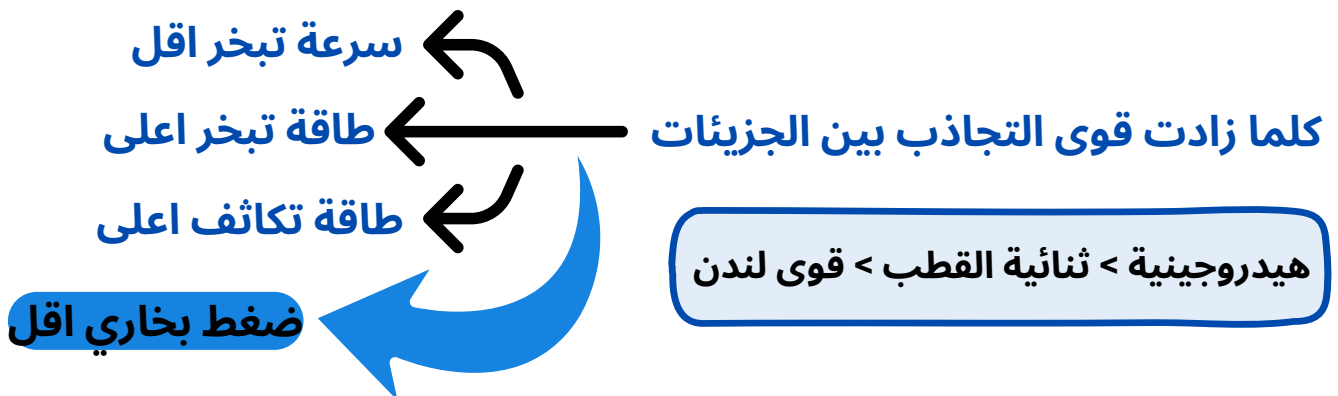 كلما زادت قوى التجاذب بين الجزيئات
سرعة تبخر اقل
طاقة تبخر اعلى
طاقة تكاثف اعلى
ضغط بخاري اقل
هيدروجينية > ثنائية القطب > قوى لندن